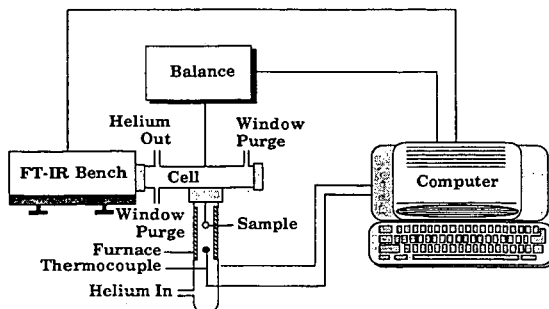 Balance
Helium
Out
Window
Purge
FT-IR Bench
Cell
Computer
Window
Purge
Sample
Furnace
Thermocouple
Helium In